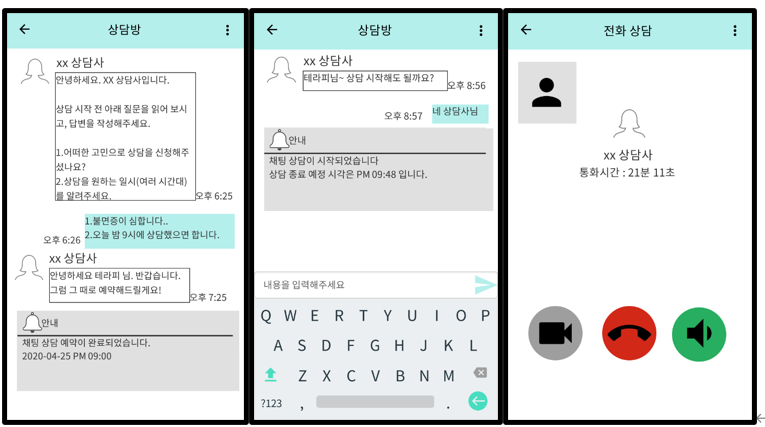 상담방
xx 상담사
안녕하세요. XX 상담사입니다.
상담 시작 전 아래 질문을 읽어 보시
고, 답변을 작성해주세요.
1.어떠한 고민으로 상담을 신청해주
셨나요?
2.상담을 원하는 일시(여러 시간대)
를 알려주세요.
오후 6:25
1.불면증이 심합니다..
2.오늘 밤 9시에 상담했으면 합니다.
오후 6:26
xx 상담사
안녕하세요 테라피 님. 반갑습니다.
그럼 그 때로 예약해드릴게요!
오후 7:25
안내
채팅 상담 예약이 완료되었습니다.
2020-04-25 PM 09:00
상담방
xx 상담사
테라피님~ 상담 시작해도 될까요?
오후 8:56
네 상담사님
오후 8:57
안내
채팅 상담이 시작되었습니다
상담 종료 예정 시각은 PM 09:48 입니다.
내용을 입력해주세요
Q W E R T Y U I O P
A S D F G H J K L
Z X C V B N M
?123 , .
전화 상담
xx 상담사
통화시간 : 21분 11초